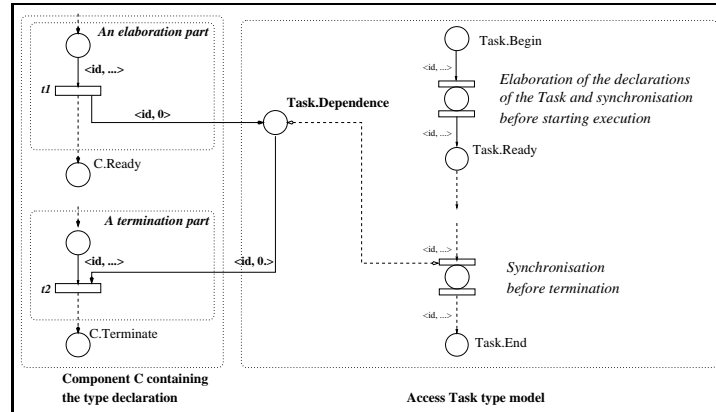 An elaboration part
<id, ...>
t1
<id, 0>
C.Ready
A termination part
<id, ...>
<id, 0.>
t2
C.Terminate
Component C containing
the type declaration
Task.Dependence
Task.Begin
<id, ...>
Elaboration of the declarations
of the Task and synchronisation
before starting execution
<id, ...>
Task.Ready
<id, ...>
Synchronisation
before termination
<id, ...>
Task.End
Access Task type model